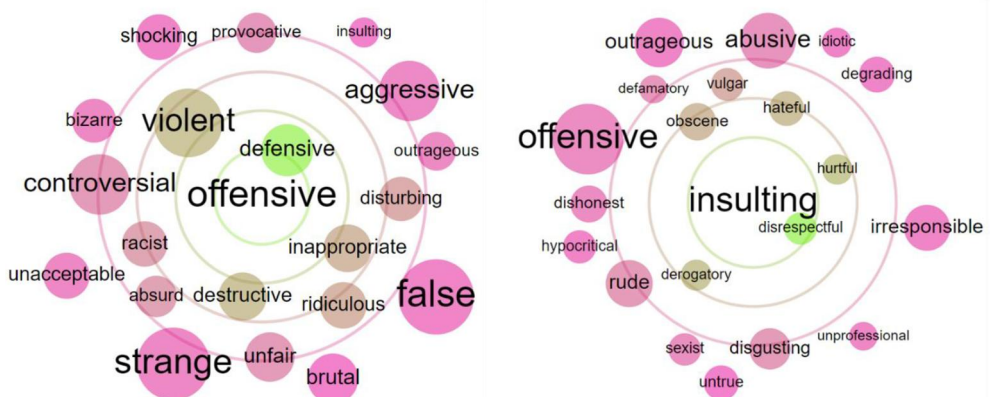 shocking
provocative
insulting
aggressive
bizarre
violent
defensive
outrageous
controversial
offensive
disturbing
racist
inappropriate
unacceptable
absurd
destructive
ridiculous
false
strange
unfair
brutal
outrageous
abusive
idiotic
degrading
defamatory
vulgar
obscene
hateful
offensive
hurtful
dishonest
insulting
disrespectful
irresponsible
hypocritical
rude
derogatory
unprofessional
sexist
disgusting
untrue